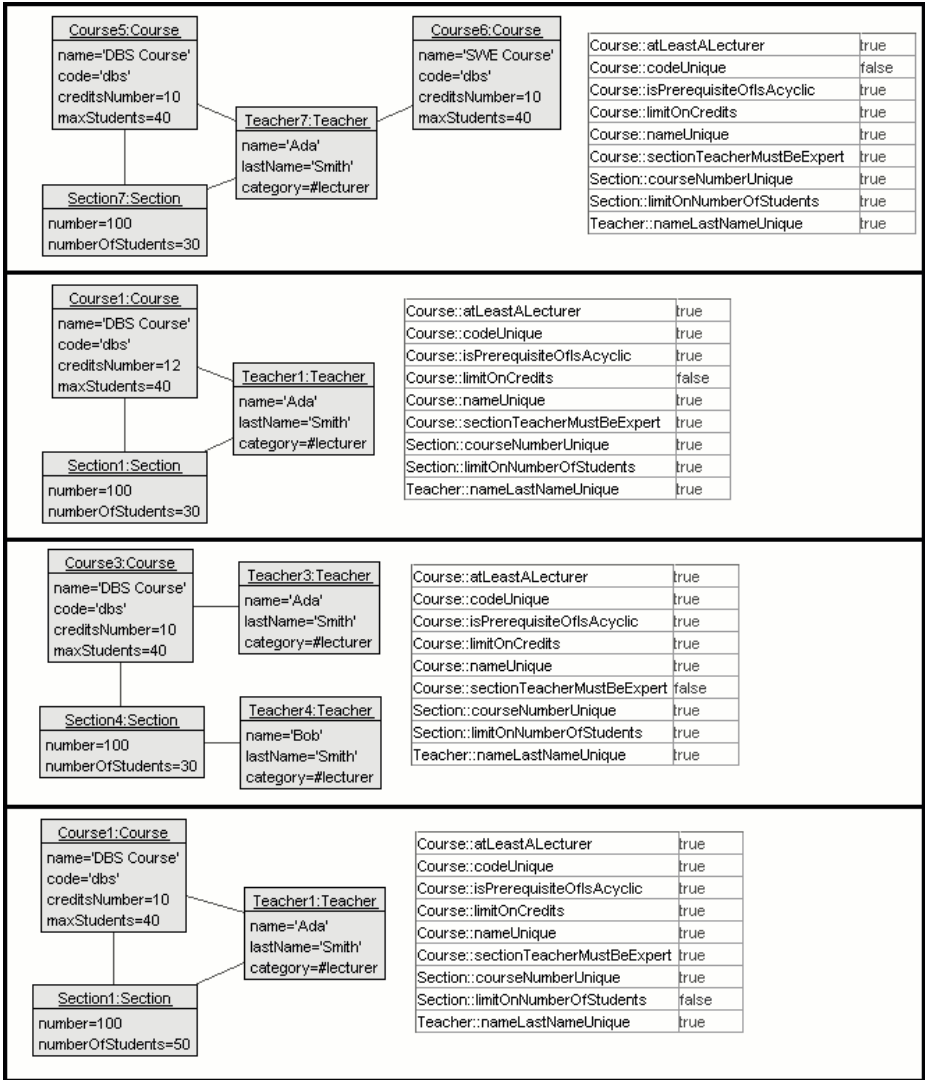 Course5:Course
name='DBS Course'
code='dbs'
creditsNumber=10
maxStudents=40
Course6:Course
name='SWE Course'
code='dbs'
creditsNumber=10
maxStudents=40
Teacher7:Teacher
name='Ada'
lastName='Smith'
category=#lecturer
Section7:Section
number=100
numberOfStudents=30
Course::atLeastALecturer true
Course::codeUnique false
Course::isPrerequisiteOfIsAcyclic true
Course::limitOnCredits true
Course::nameUnique true
Course::sectionTeacherMustBeExpert true
Section::courseNumberUnique true
Section::limitOnNumberOfStudents true
Teacher::nameLastNameUnique true
Course1:Course
name='DBS Course'
code='dbs'
creditsNumber=12
maxStudents=40
Teacher1:Teacher
name='Ada'
lastName='Smith'
category=#lecturer
Section1:Section
number=100
numberOfStudents=30
Course::atLeastALecturer true
Course::codeUnique true
Course::isPrerequisiteOfIsAcyclic true
Course::limitOnCredits false
Course::nameUnique true
Course::sectionTeacherMustBeExpert true
Section::courseNumberUnique true
Section::limitOnNumberOfStudents true
Teacher::nameLastNameUnique true
Course3:Course
name='DBS Course'
code='dbs'
creditsNumber=10
maxStudents=40
Teacher3:Teacher
name='Ada'
lastName='Smith'
category=#lecturer
Section4:Section
number=100
numberOfStudents=30
Teacher4:Teacher
name='Bob'
lastName='Smith'
category=#lecturer
Course::atLeastALecturer true
Course::codeUnique true
Course::isPrerequisiteOfIsAcyclic true
Course::limitOnCredits true
Course::nameUnique true
Course::sectionTeacherMustBeExpert false
Section::courseNumberUnique true
Section::limitOnNumberOfStudents true
Teacher::nameLastNameUnique true
Course1:Course
name='DBS Course'
code='dbs'
creditsNumber=10
maxStudents=40
Teacher1:Teacher
name='Ada'
lastName='Smith'
category=#lecturer
Section1:Section
number=100
numberOfStudents=50
Course::atLeastALecturer true
Course::codeUnique true
Course::isPrerequisiteOfIsAcyclic true
Course::limitOnCredits true
Course::nameUnique true
Course::sectionTeacherMustBeExpert true
Section::courseNumberUnique true
Section::limitOnNumberOfStudents false
Teacher::nameLastNameUnique true